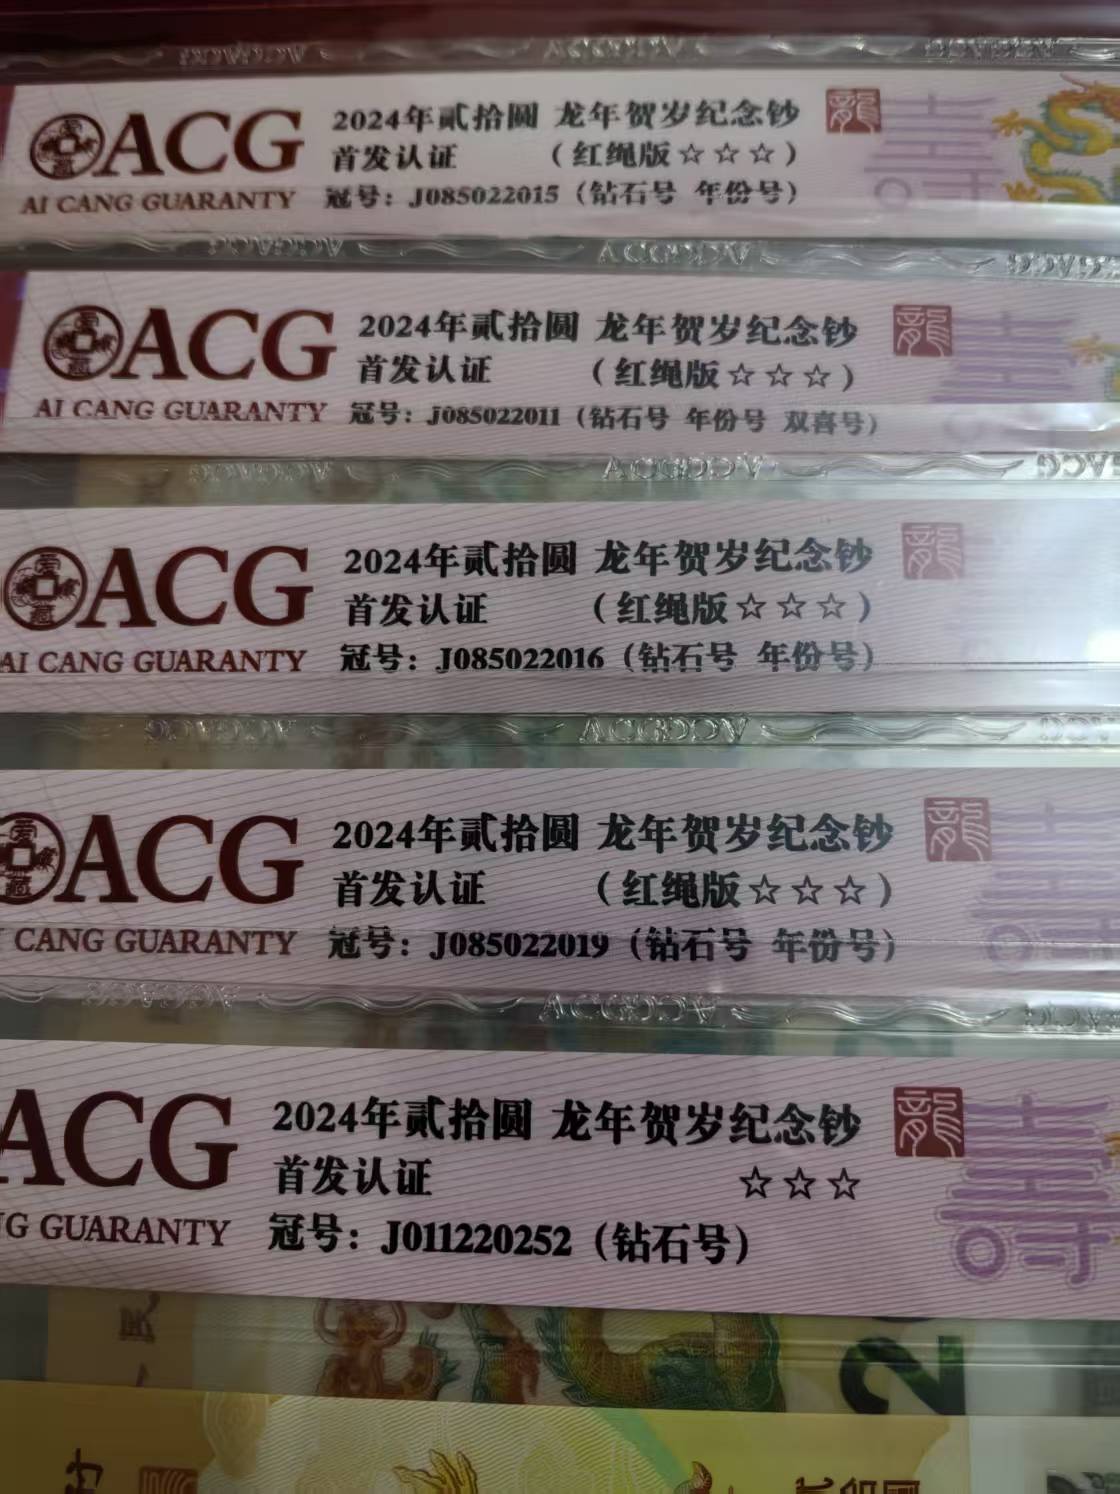 ACG
AI CANG GUARANTY
2024年贰拾圆 龙年贺岁纪念钞
首发认证 (红绳版☆☆☆)
冠号: J085022015 (钻石号 年份号)
龍
ACG
AI CANG GUARANTY
2024年贰拾圆 龙年贺岁纪念钞
首发认证 (红绳版☆☆☆)
冠号: J085022011 (钻石号 年份号 双喜号)
龍
ACG
AI CANG GUARANTY
2024年贰拾圆 龙年贺岁纪念钞
首发认证 (红绳版☆☆☆)
冠号: J085022016 (钻石号 年份号)
龍
ACG
CANG GUARANTY
2024年贰拾圆 龙年贺岁纪念钞
首发认证 (红绳版☆☆☆)
冠号: J085022019 (钻石号 年份号)
龍
ACG
GUARANTY
2024年贰拾圆 龙年贺岁纪念钞
首发认证 ☆☆☆
冠号: J011220252 (钻石号)
龍
2